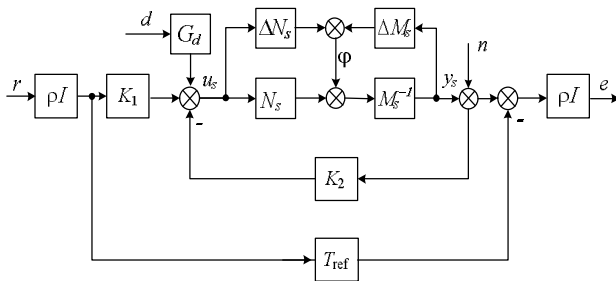 d
G_d
ΔN_s
ΔM_s
n
φ
r
ρI
K_1
u_s
N_s
M_s^{-1}
y_s
ρI
e
-
-
K_2
T_ref